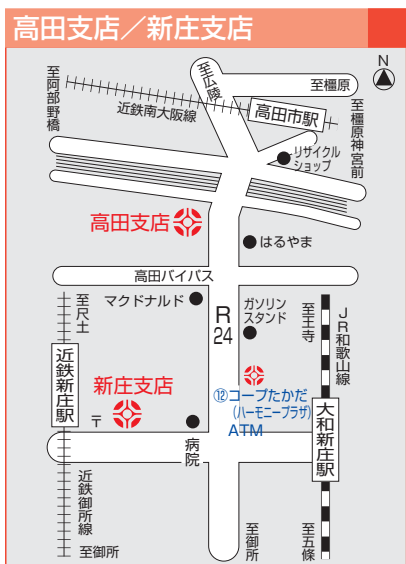 高田支店／新庄支店
N
至阿部野橋
至広陵
至橿原
近鉄南大阪線
高田市駅
至橿原神宮前
リサイクル
ショップ
高田支店
はるやま
高田バイパス
至尺土
マクドナルド
R
24
ガソリン
スタンド
至王寺
JR和歌山線
近鉄新庄駅
新庄支店
〒
⑫コープたかだ
(ハーモニープラザ)
ATM
大和新庄駅
病院
近鉄御所線
至御所
至御所
至五條